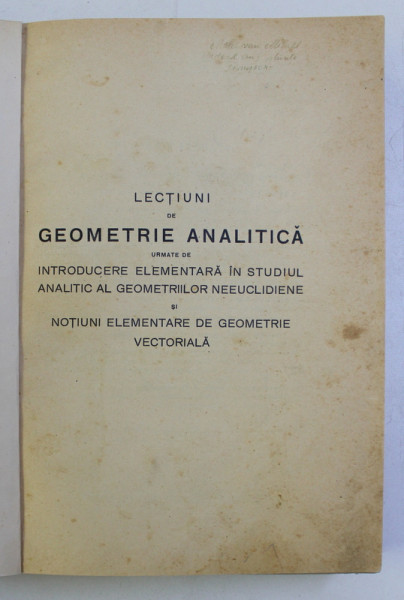 LECȚIUNI
DE
GEOMETRIE ANALITICĂ
URMATE DE
INTRODUCERE ELEMENTARĂ ÎN STUDIUL
ANALITIC AL GEOMETRIILOR NEEUCLIDIENE
ȘI
NOȚIUNI ELEMENTARE DE GEOMETRIE
VECTORIALĂ